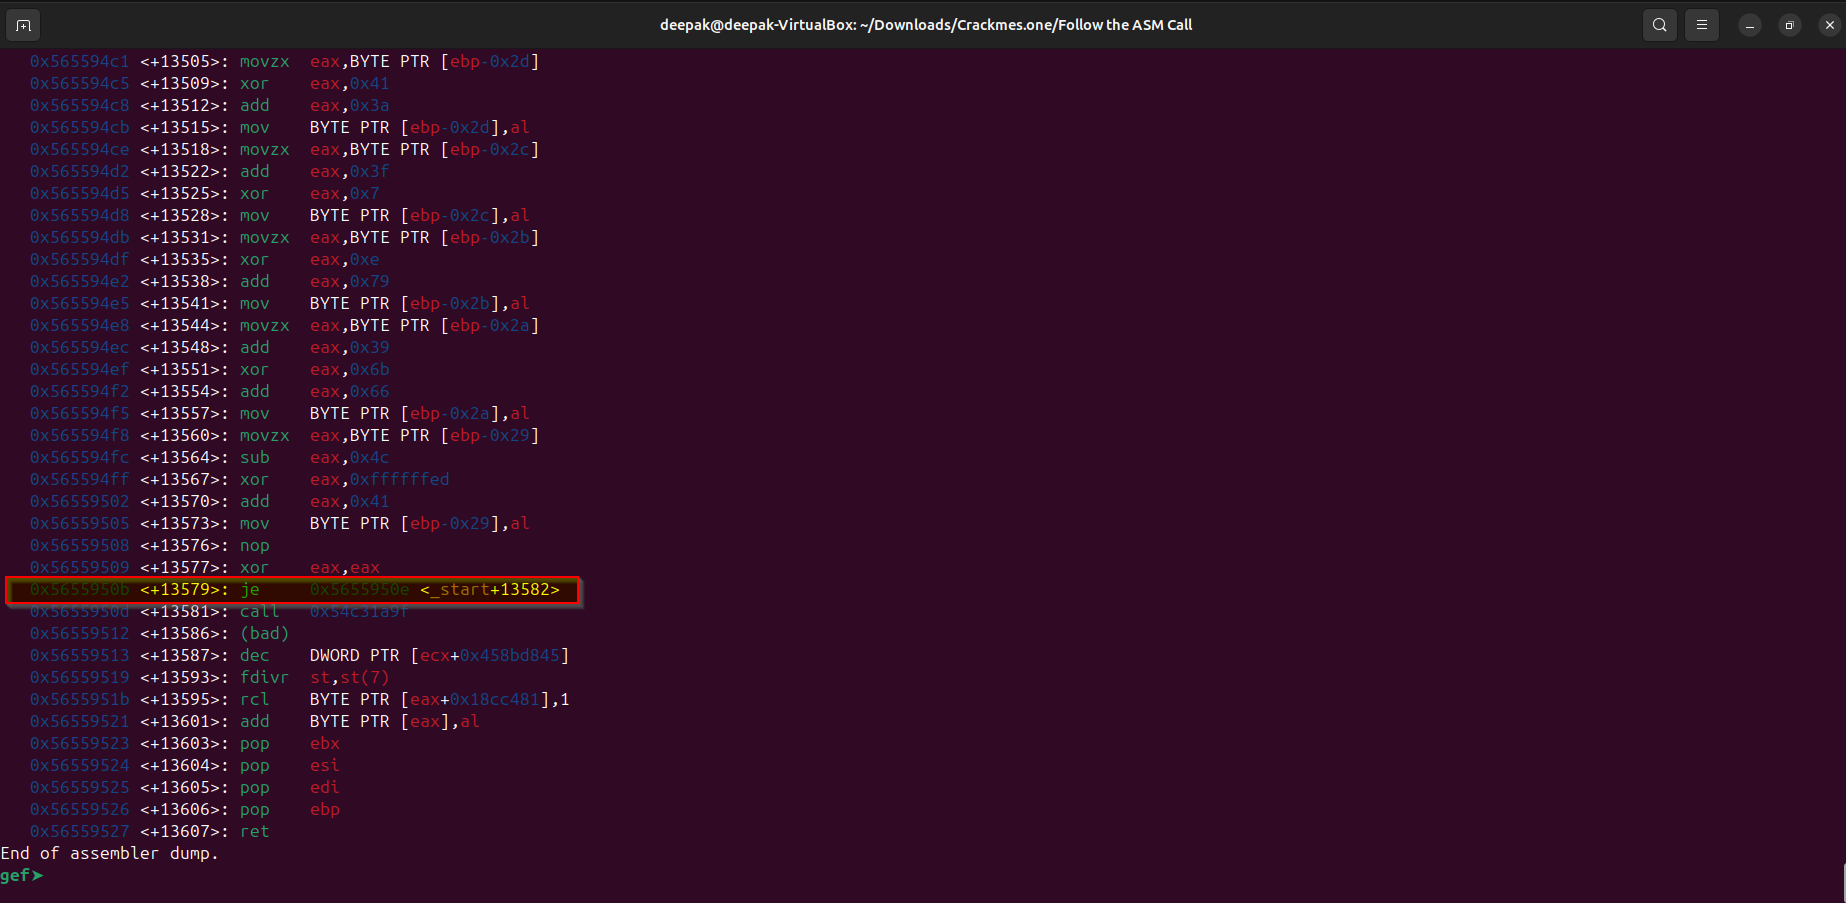 deepak@deepak-VirtualBox: ~/Downloads/Crackmes.one/Follow the ASM Call
0x565594c1 <+13505>: movzx eax,BYTE PTR [ebp-0x2d]
0x565594c5 <+13509>: xor eax,0x41
0x565594c8 <+13512>: add eax,0x3a
0x565594cb <+13515>: mov BYTE PTR [ebp-0x2d],al
0x565594ce <+13518>: movzx eax,BYTE PTR [ebp-0x2c]
0x565594d2 <+13522>: add eax,0x3f
0x565594d5 <+13525>: xor eax,0x7
0x565594d8 <+13528>: mov BYTE PTR [ebp-0x2c],al
0x565594db <+13531>: movzx eax,BYTE PTR [ebp-0x2b]
0x565594df <+13535>: xor eax,0xe
0x565594e2 <+13538>: add eax,0x79
0x565594e5 <+13541>: mov BYTE PTR [ebp-0x2b],al
0x565594e8 <+13544>: movzx eax,BYTE PTR [ebp-0x2a]
0x565594ec <+13548>: add eax,0x39
0x565594ef <+13551>: xor eax,0x6b
0x565594f2 <+13554>: add eax,0x66
0x565594f5 <+13557>: mov BYTE PTR [ebp-0x2a],al
0x565594f8 <+13560>: movzx eax,BYTE PTR [ebp-0x29]
0x565594fc <+13564>: sub eax,0x4c
0x565594ff <+13567>: xor eax,0xffffffed
0x56559502 <+13570>: add eax,0x41
0x56559505 <+13573>: mov BYTE PTR [ebp-0x29],al
0x56559508 <+13576>: nop
0x56559509 <+13577>: xor eax,eax
0x5655950b <+13579>: je 0x5655950e <_start+13582>
0x5655950d <+13581>: call 0x54c31a9f
0x56559512 <+13586>: (bad)
0x56559513 <+13587>: dec DWORD PTR [ecx+0x458bd845]
0x56559519 <+13593>: fdivr st,st(7)
0x5655951b <+13595>: rcl BYTE PTR [eax+0x18cc481],1
0x56559521 <+13601>: add BYTE PTR [eax],al
0x56559523 <+13603>: pop ebx
0x56559524 <+13604>: pop esi
0x56559525 <+13605>: pop edi
0x56559526 <+13606>: pop ebp
0x56559527 <+13607>: ret
End of assembler dump.
gef➤